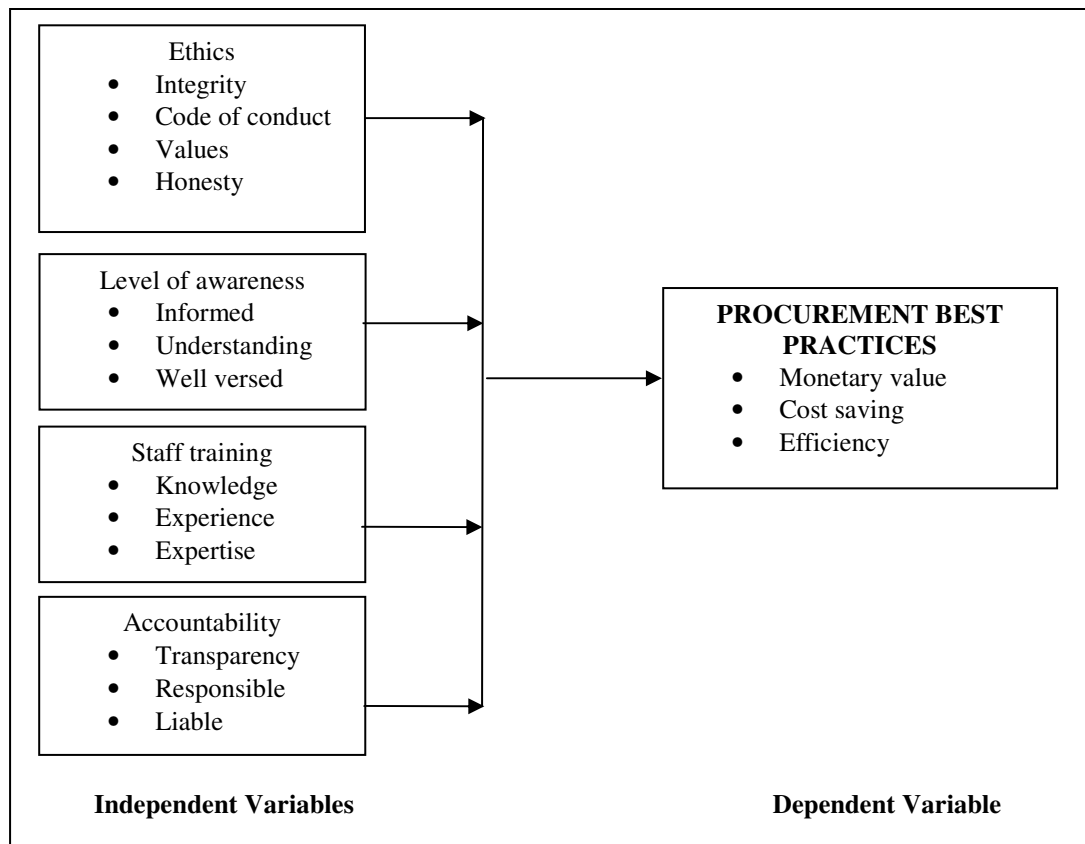 Ethics
• Integrity
• Code of conduct
• Values
• Honesty
Level of awareness
• Informed
• Understanding
• Well versed
Staff training
• Knowledge
• Experience
• Expertise
Accountability
• Transparency
• Responsible
• Liable
PROCUREMENT BEST
PRACTICES
• Monetary value
• Cost saving
• Efficiency
Independent Variables
Dependent Variable